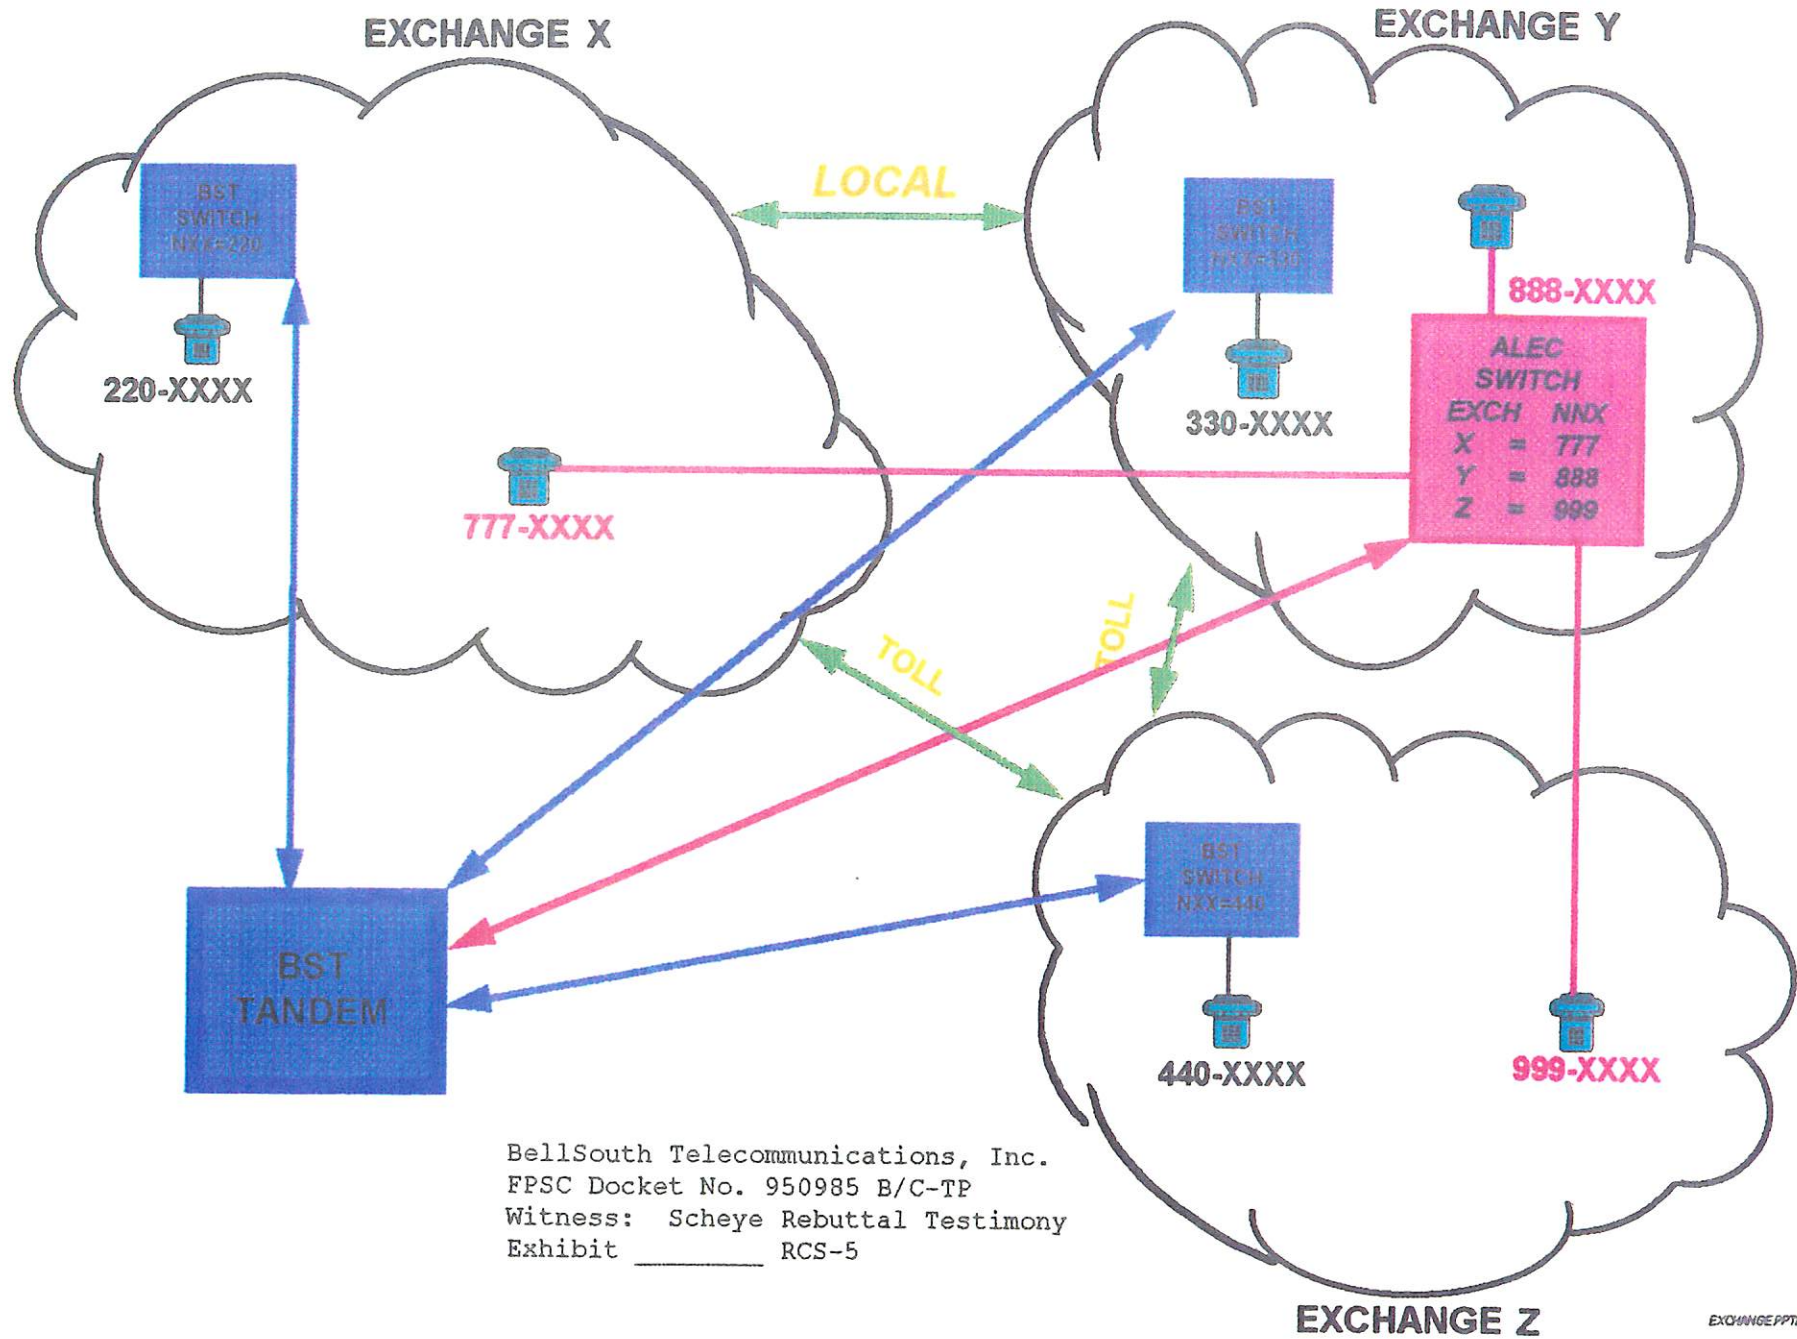 EXCHANGE X
EXCHANGE Y
LOCAL
BST
SWITCH
NXX=220
220-XXXX
777-XXXX
BST
SWITCH
NXX=330
330-XXXX
888-XXXX
ALEC
SWITCH
EXCH NNX
X = 777
Y = 888
Z = 999
TOLL
TOLL
BST
TANDEM
BST
SWITCH
NXX=440
440-XXXX
999-XXXX
BellSouth Telecommunications, Inc.
FPSC Docket No. 950985 B/C-TP
Witness: Scheye Rebuttal Testimony
Exhibit ________ RCS-5
EXCHANGE Z